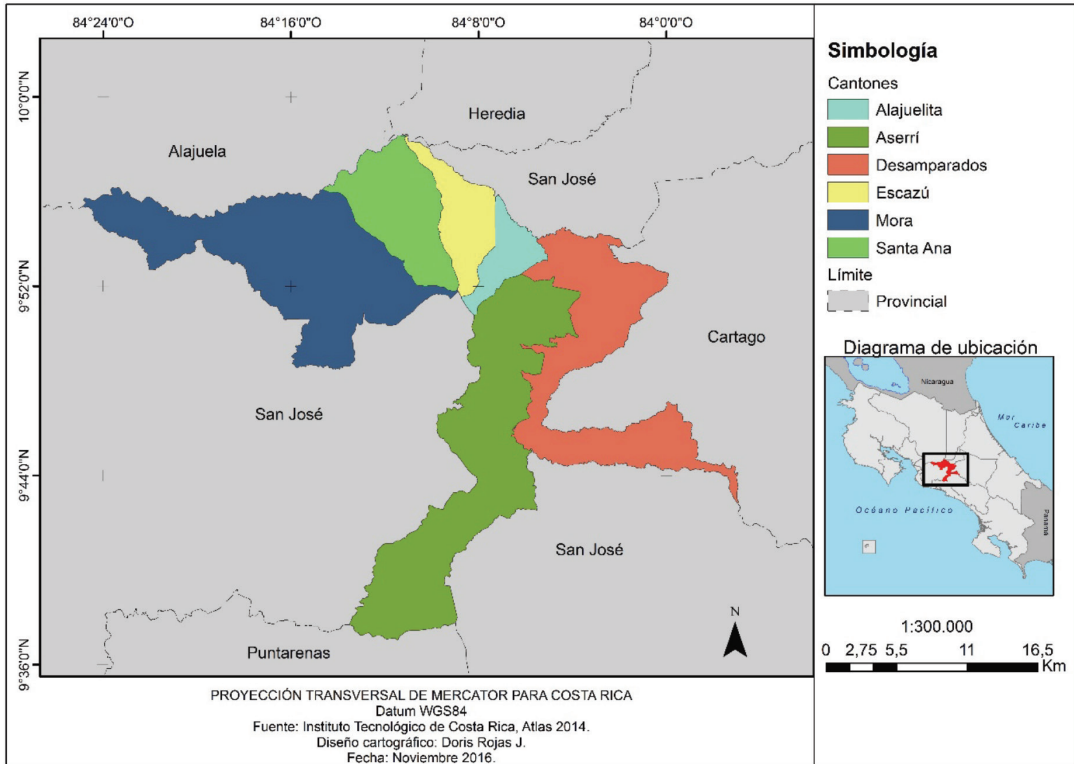 84°24'0"O
84°16'0"O
84°8'0"O
84°0'0"O
10°0'0"N
9°52'0"N
9°44'0"N
9°36'0"N
Heredia
Alajuela
San José
Cartago
San José
San José
Puntarenas
N
PROYECCIÓN TRANSVERSAL DE MERCATOR PARA COSTA RICA
Datum WGS84
Fuente: Instituto Tecnológico de Costa Rica, Atlas 2014.
Diseño cartográfico: Doris Rojas J.
Fecha: Noviembre 2016.
Simbología
Cantones
Alajuelita
Aserrí
Desamparados
Escazú
Mora
Santa Ana
Límite
Provincial
Diagrama de ubicación
Nicaragua
Mar
Caribe
Océano Pacífico
Panama
1:300.000
0 2,75 5,5 11 16,5
Km